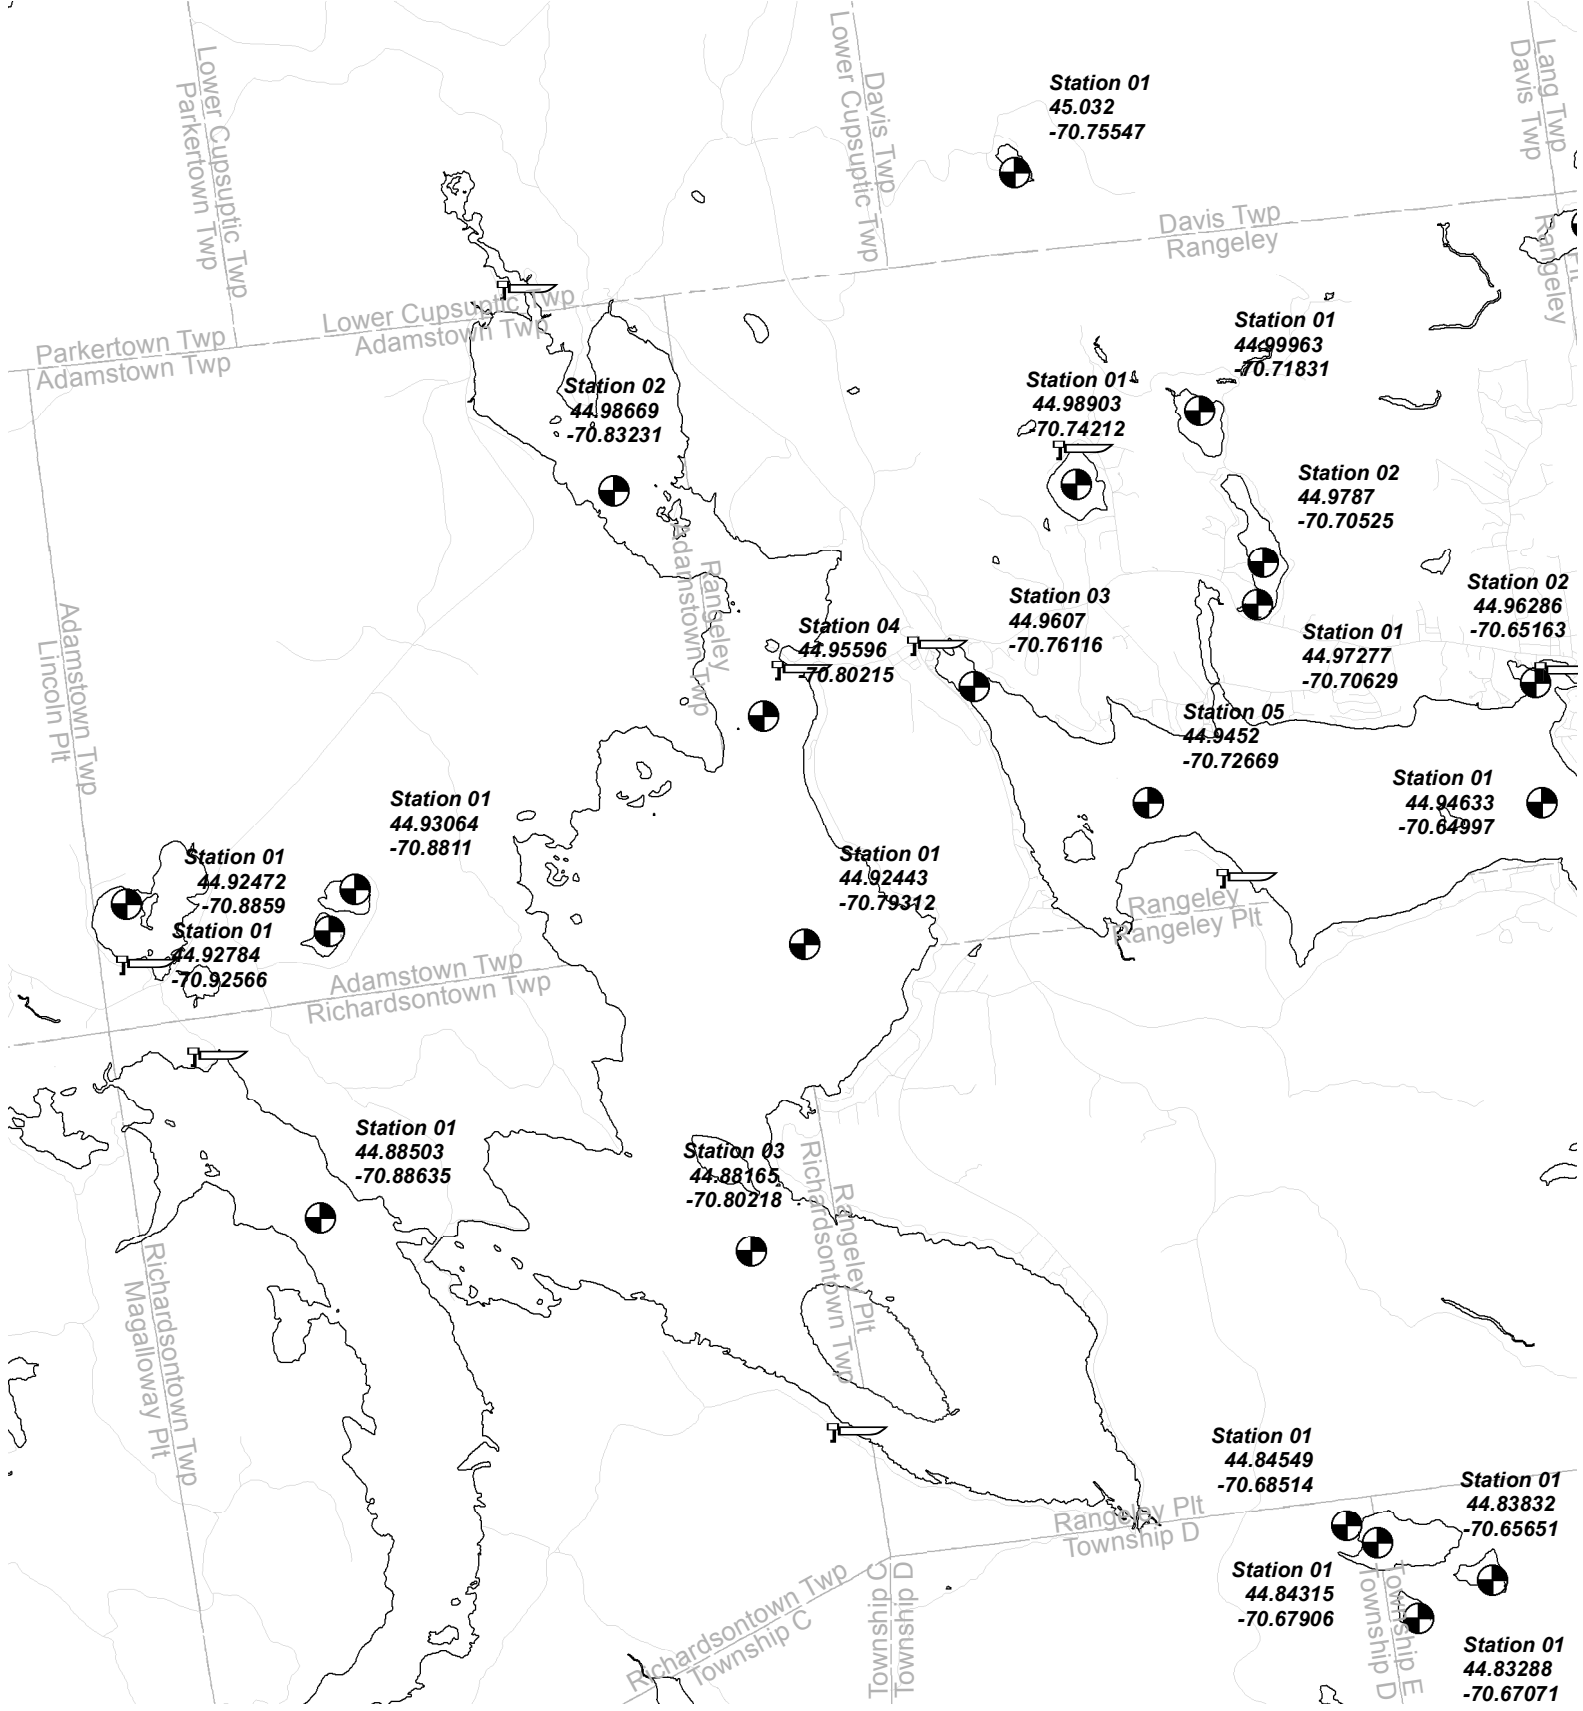 Lower Cupsuptic Twp
Parkertown Twp
Davis Twp
Lower Cupsuptic Twp
Lang Twp
Davis Twp
Station 01
45.032
-70.75547
Davis Twp
Rangeley
Rangeley
Parkertown Twp
Adamstown Twp
Lower Cupsuptic Twp
Adamstown Twp
Station 01
44.99963
-70.71831
Station 02
44.98669
-70.83231
Station 01
44.98903
-70.74212
Station 02
44.9787
-70.70525
Rangeley
Adamstown Twp
Adamstown Twp
Lincoln Plt
Station 04
44.95596
-70.80215
Station 03
44.9607
-70.76116
Station 02
44.96286
-70.65163
Station 01
44.97277
-70.70629
Station 05
44.9452
-70.72669
Station 01
44.94633
-70.64997
Station 01
44.93064
-70.8811
Station 01
44.92472
-70.8859
Station 01
44.92784
-70.92566
Station 01
44.92443
-70.79312
Rangeley
Rangeley Plt
Adamstown Twp
Richardsontown Twp
Station 01
44.88503
-70.88635
Station 03
44.88165
-70.80218
Rangeley Plt
Richardsontown Twp
Richardsontown Twp
Magalloway Plt
Station 01
44.84549
-70.68514
Station 01
44.83832
-70.65651
Rangeley Plt
Township D
Station 01
44.84315
-70.67906
Richardsontown Twp
Township C
Township C
Township D
Township E
Township D
Station 01
44.83288
-70.67071